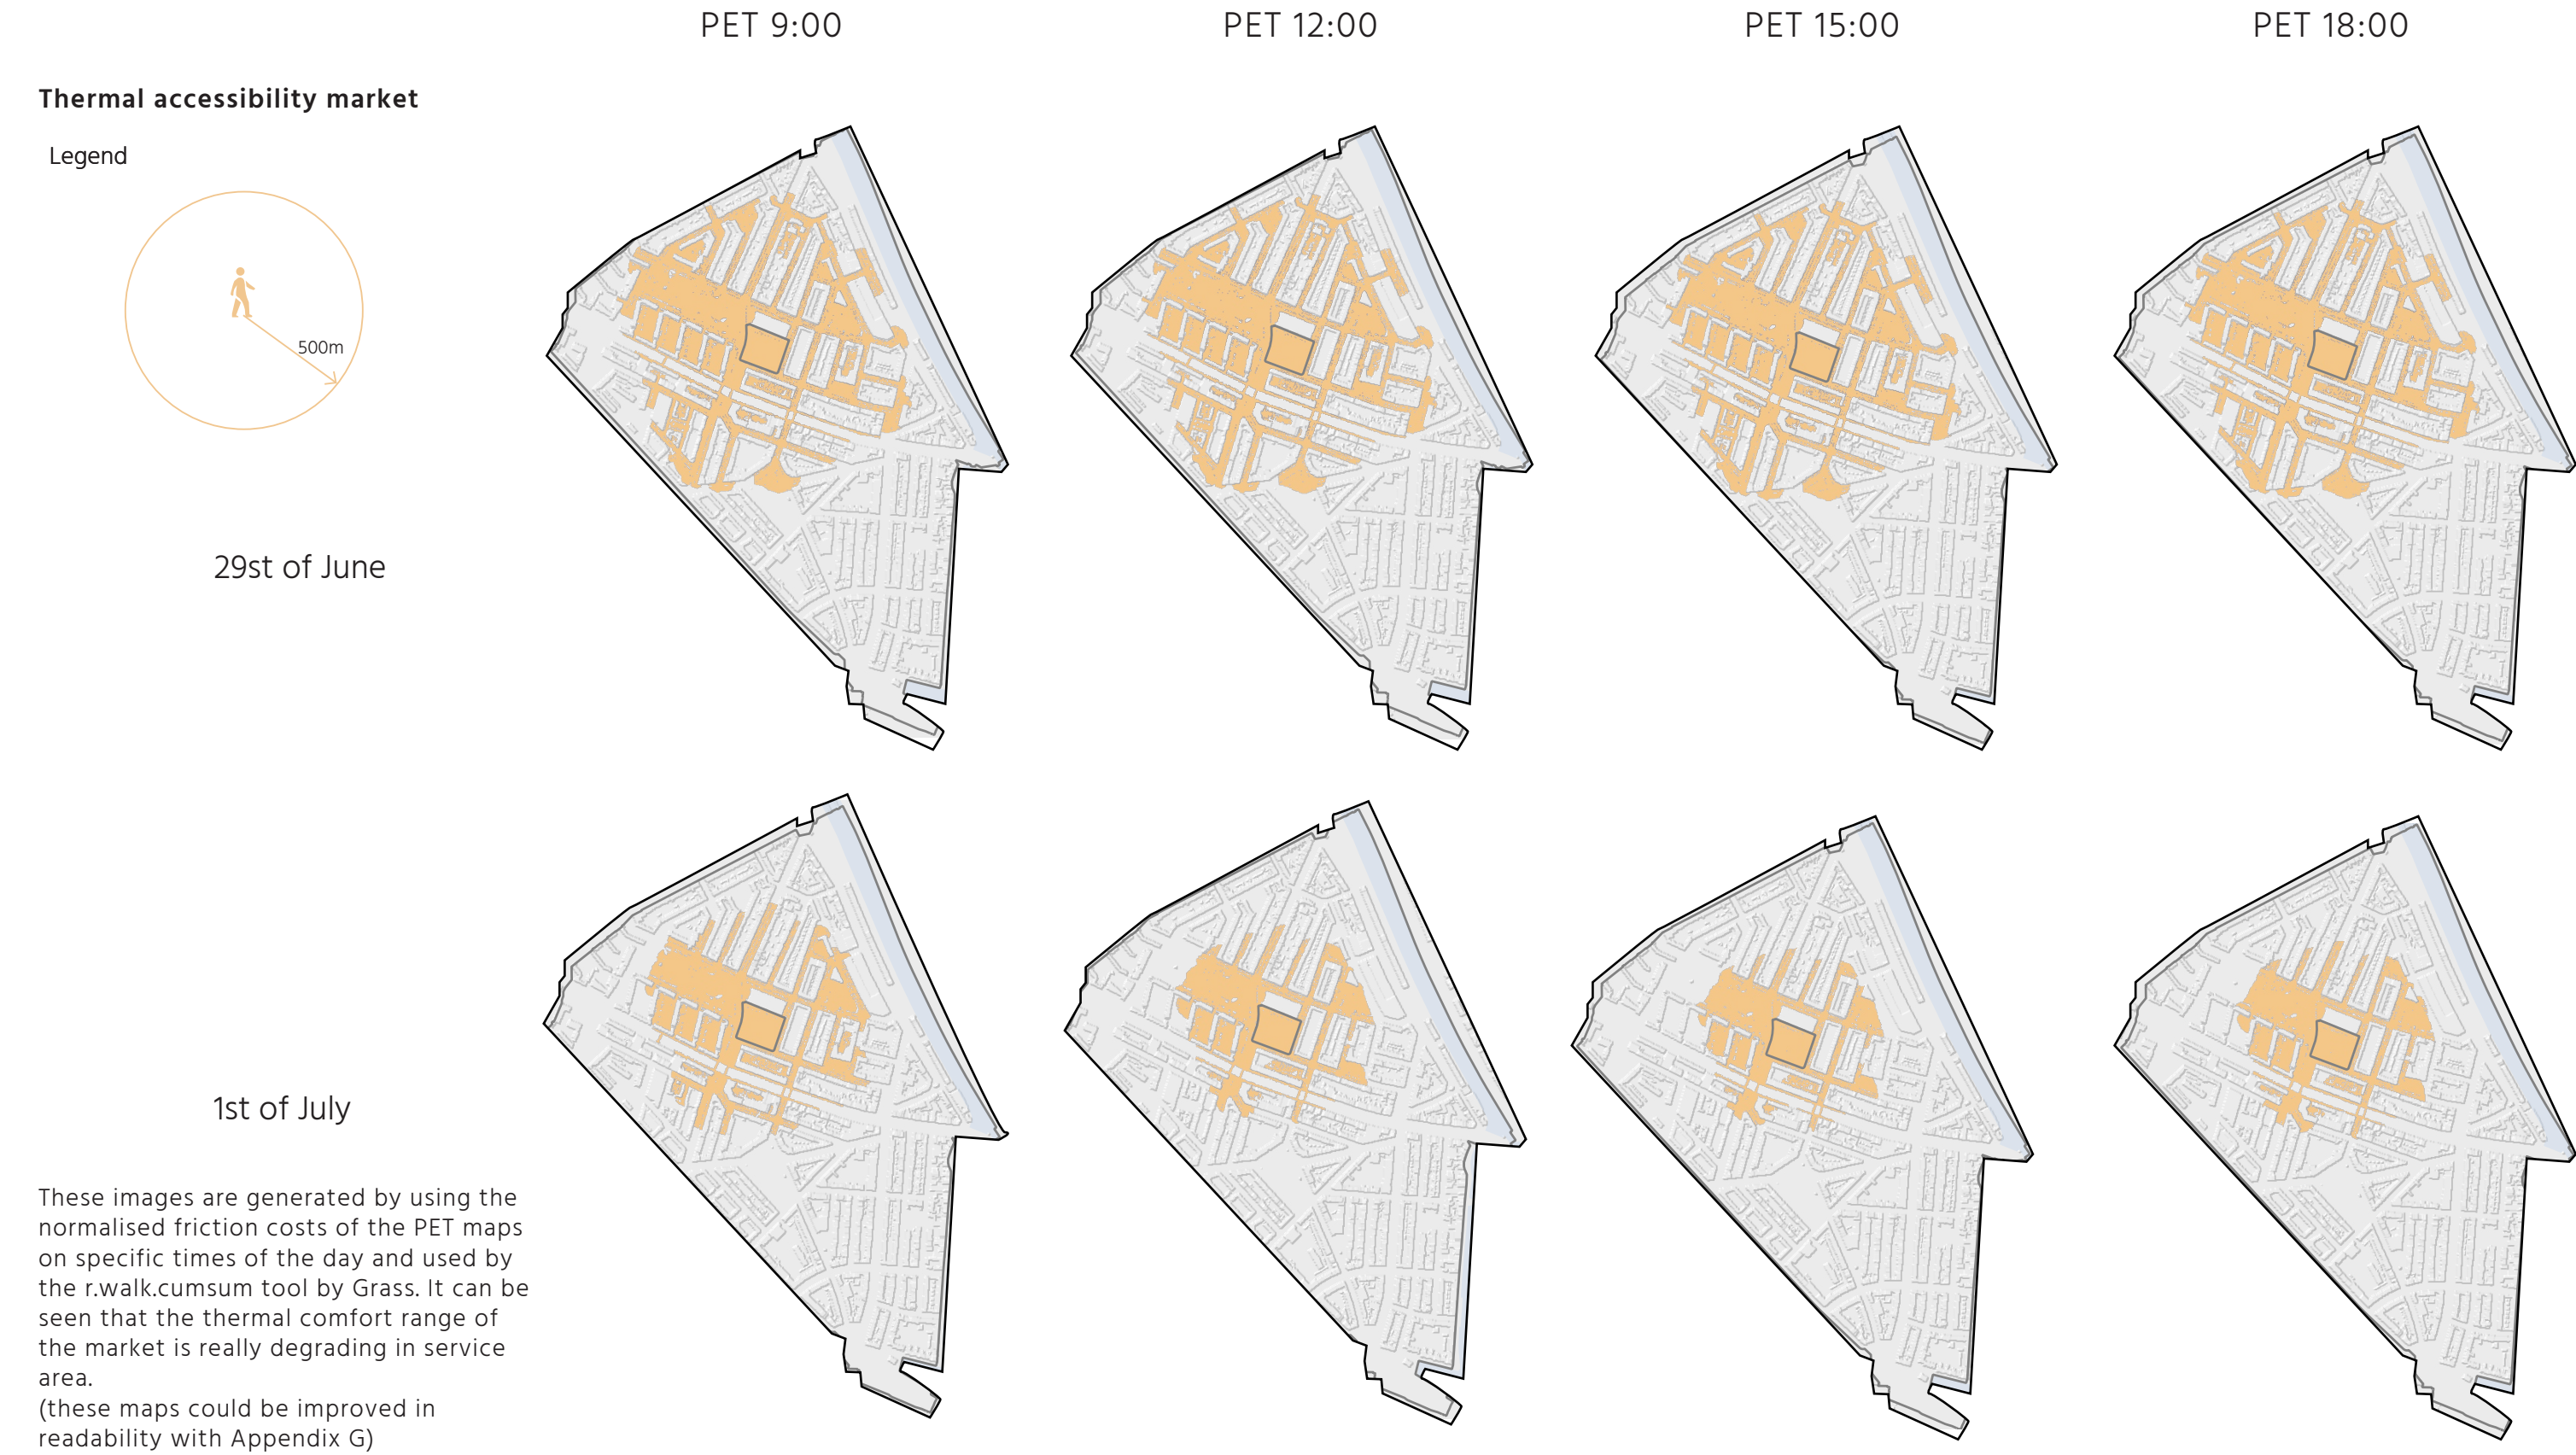 PET 9:00
PET 12:00
PET 15:00
PET 18:00
Thermal accessibility market
Legend
500m
29st of June
1st of July
These images are generated by using the
normalised friction costs of the PET maps
on specific times of the day and used by
the r.walk.cumsum tool by Grass. It can be
seen that the thermal comfort range of
the market is really degrading in service
area.
(these maps could be improved in
readability with Appendix G)